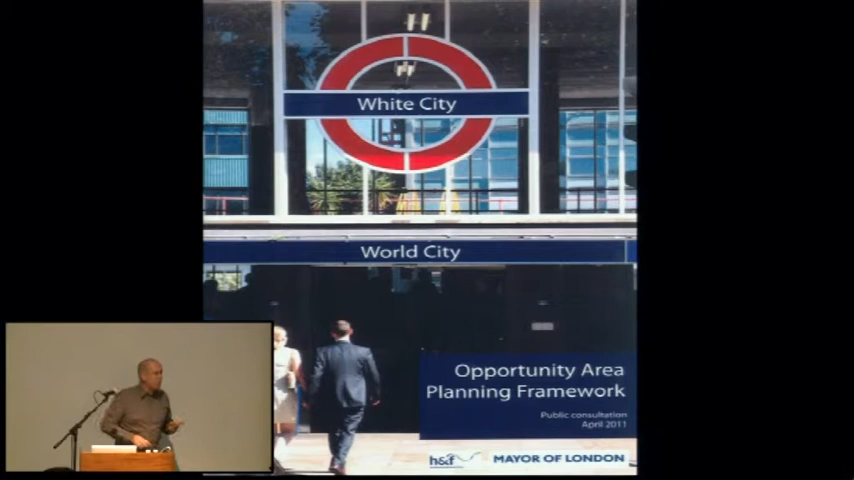 White City
World City
Opportunity Area
Planning Framework
Public consultation
April 2011
h&f
MAYOR OF LONDON